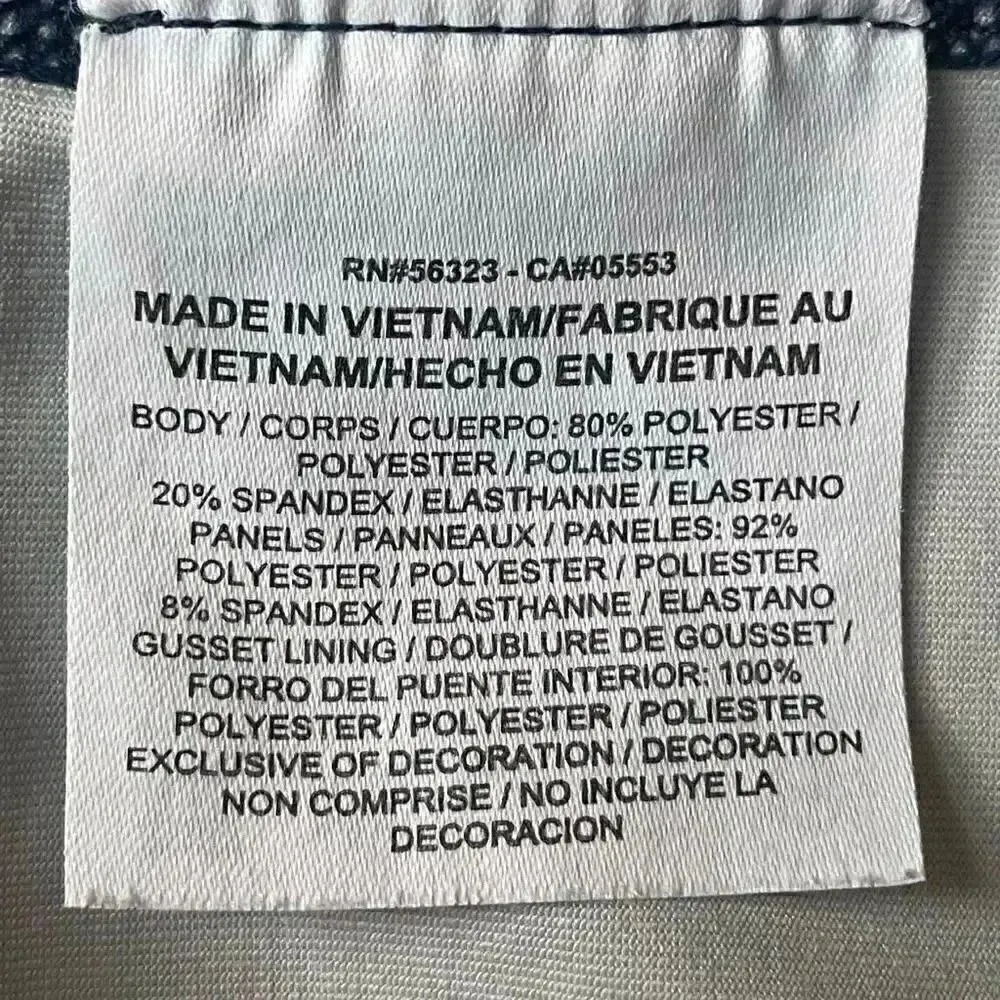 RN#56323 - CA#05553
MADE IN VIETNAM/FABRIQUE AU
VIETNAM/HECHO EN VIETNAM
BODY / CORPS / CUERPO: 80% POLYESTER /
POLYESTER / POLIESTER
20% SPANDEX / ELASTHANNE / ELASTANO
PANELS / PANNEAUX / PANELES: 92%
POLYESTER / POLYESTER / POLIESTER
8% SPANDEX / ELASTHANNE / ELASTANO
GUSSET LINING / DOUBLURE DE GOUSSET /
FORRO DEL PUENTE INTERIOR: 100%
POLYESTER / POLYESTER / POLIESTER
EXCLUSIVE OF DECORATION / DECORATION
NON COMPRISE / NO INCLUYE LA
DECORACION